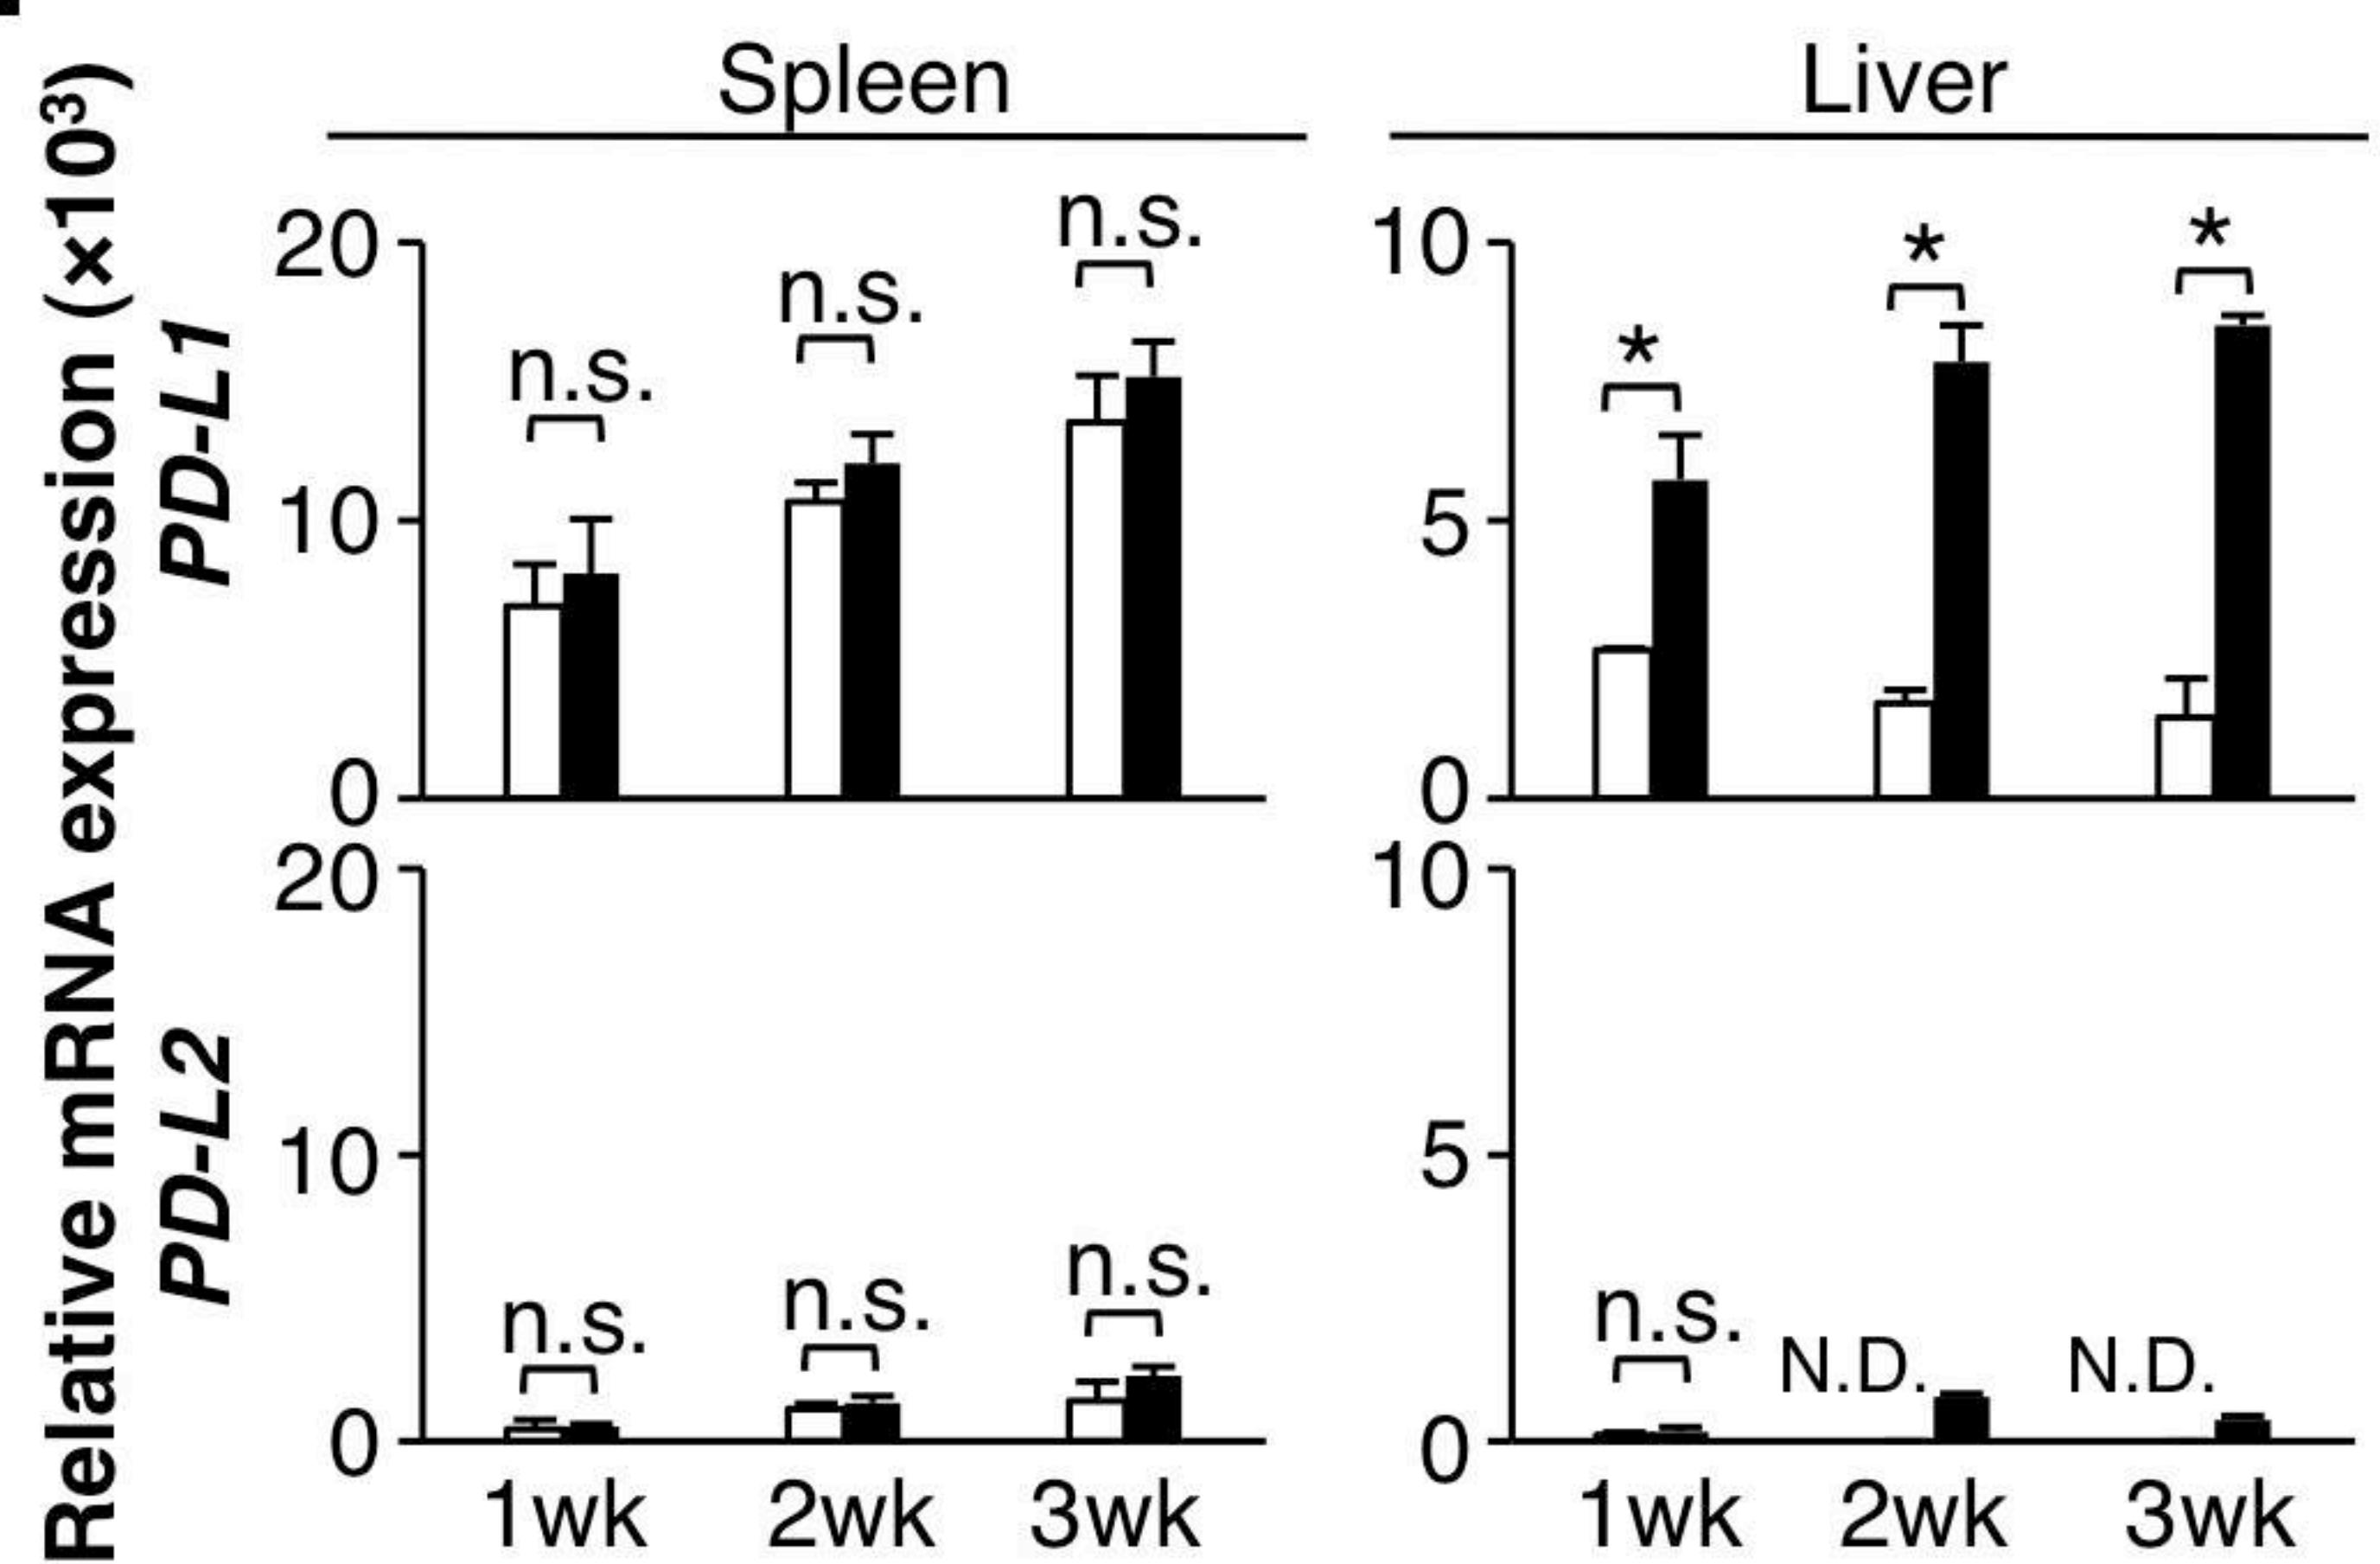 Spleen
Liver
Relative mRNA expression (×10³)
PD-L1
20
10
0
n.s.
n.s.
n.s.
10
5
0
*
*
*
PD-L2
20
10
0
n.s.
n.s.
n.s.
1wk
2wk
3wk
10
5
0
n.s.
N.D.
N.D.
1wk
2wk
3wk